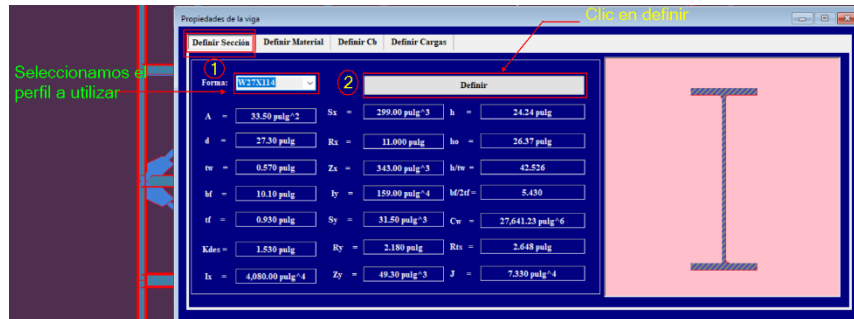 Propiedades de la viga
Clic en definir
Definir Sección Definir Material Definir Cb Definir Cargas
Seleccionamos el
perfil a utilizar
1
Forma: W27X114
2
Definir
A = 33.50 pulg^2 Sx = 299.00 pulg^3 h = 24.24 pulg
d = 27.30 pulg Rx = 11.000 pulg ho = 26.37 pulg
tw = 0.570 pulg Zx = 343.00 pulg^3 h/tw = 42.526
bf = 10.10 pulg Iy = 159.00 pulg^4 bf/2tf = 5.430
tf = 0.930 pulg Sy = 31.50 pulg^3 Cw = 27,641.23 pulg^6
Kdes = 1.530 pulg Ry = 2.180 pulg Rts = 2.648 pulg
Ix = 4,080.00 pulg^4 Zy = 49.30 pulg^3 J = 7.330 pulg^4